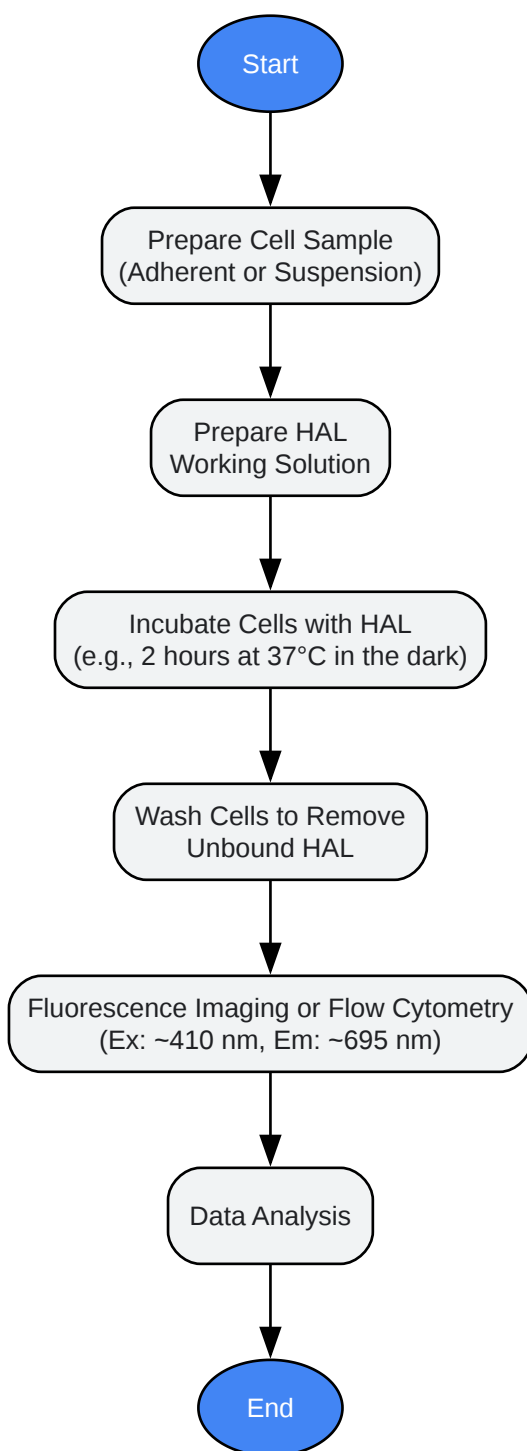 Start
Prepare Cell Sample
(Adherent or Suspension)
Prepare HAL
Working Solution
Incubate Cells with HAL
(e.g., 2 hours at 37°C in the dark)
Wash Cells to Remove
Unbound HAL
Fluorescence Imaging or Flow Cytometry
(Ex: ~410 nm, Em: ~695 nm)
Data Analysis
End